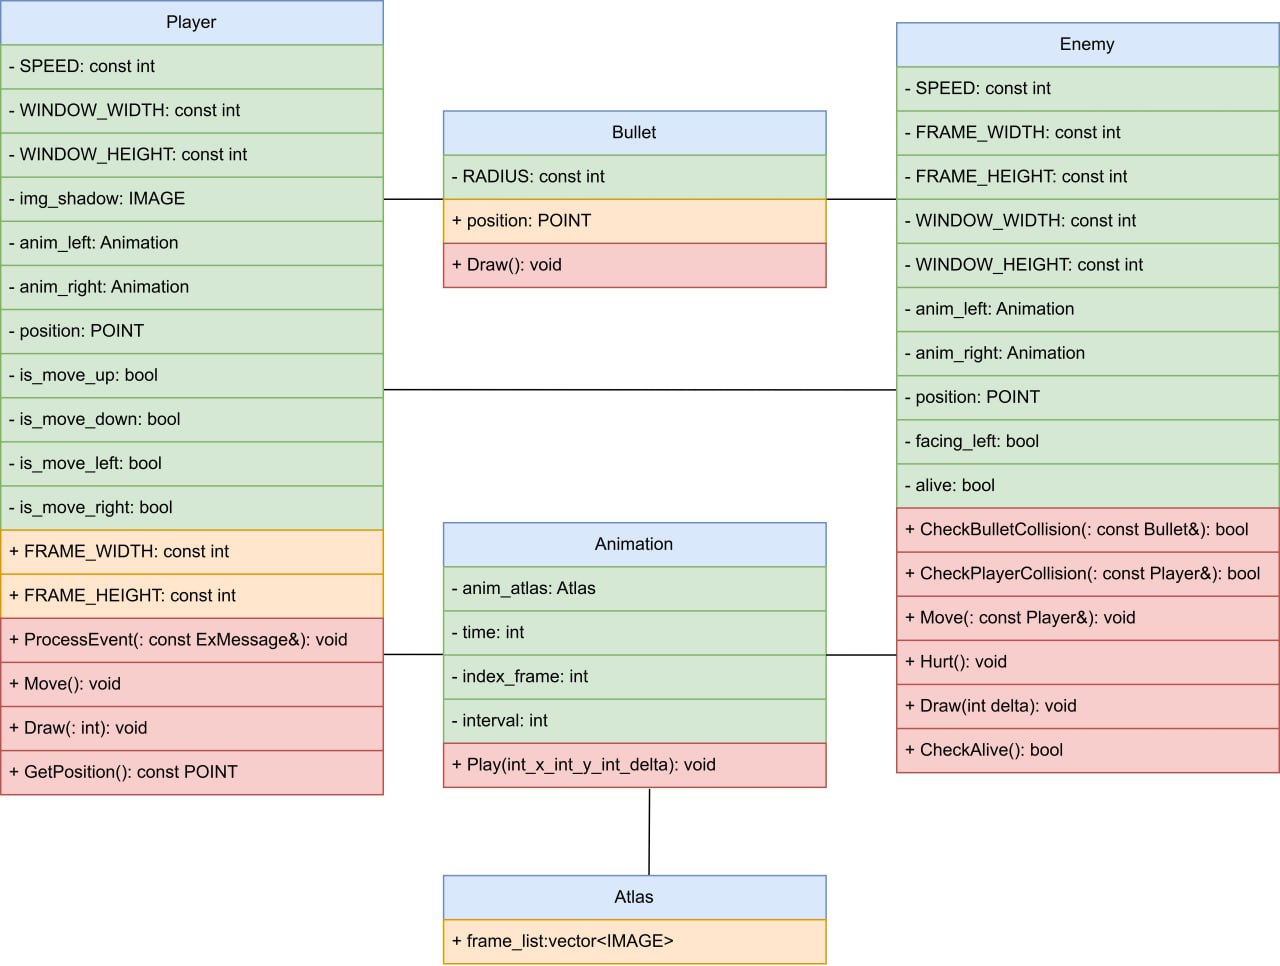 Player
- SPEED: const int
- WINDOW_WIDTH: const int
- WINDOW_HEIGHT: const int
- img_shadow: IMAGE
- anim_left: Animation
- anim_right: Animation
- position: POINT
- is_move_up: bool
- is_move_down: bool
- is_move_left: bool
- is_move_right: bool
+ FRAME_WIDTH: const int
+ FRAME_HEIGHT: const int
+ ProcessEvent(: const ExMessage&): void
+ Move(): void
+ Draw(: int): void
+ GetPosition(): const POINT
Bullet
- RADIUS: const int
+ position: POINT
+ Draw(): void
Animation
- anim_atlas: Atlas
- time: int
- index_frame: int
- interval: int
+ Play(int_x_int_y_int_delta): void
Atlas
+ frame_list:vector<IMAGE>
Enemy
- SPEED: const int
- FRAME_WIDTH: const int
- FRAME_HEIGHT: const int
- WINDOW_WIDTH: const int
- WINDOW_HEIGHT: const int
- anim_left: Animation
- anim_right: Animation
- position: POINT
- facing_left: bool
- alive: bool
+ CheckBulletCollision(: const Bullet&): bool
+ CheckPlayerCollision(: const Player&): bool
+ Move(: const Player&): void
+ Hurt(): void
+ Draw(int delta): void
+ CheckAlive(): bool